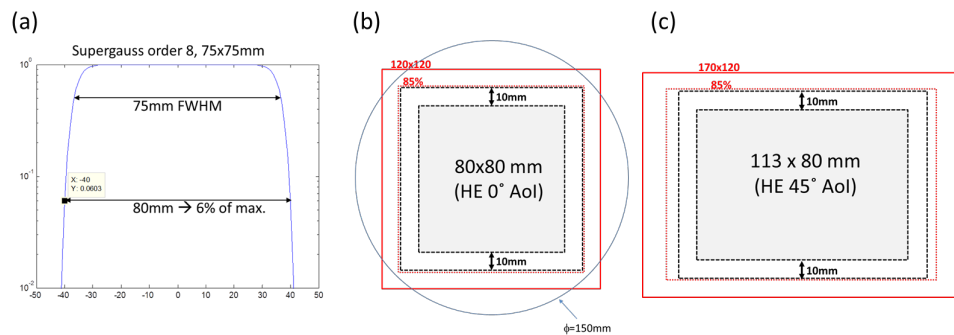 (a)
Supergauss order 8, 75x75mm
10^0
75mm FWHM
10^-1
X: -40
Y: 0.0603
80mm → 6% of max.
10^-2
-50 -40 -30 -20 -10 0 10 20 30 40 50
(b)
120x120
85%
10mm
80x80 mm
(HE 0˚ AoI)
10mm
ϕ=150mm
(c)
170x120
85%
10mm
113 x 80 mm
(HE 45˚ AoI)
10mm